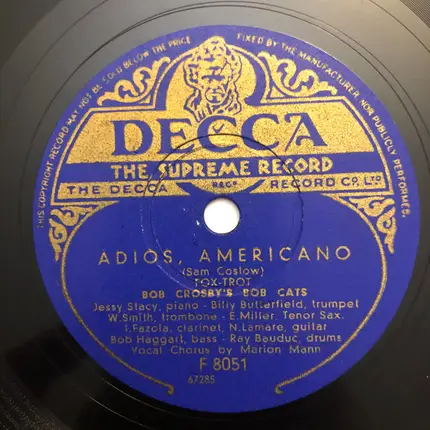 THIS COPYRIGHT RECORD MAY NOT BE SOLD BELOW THE PRICE
FIXED BY THE MANUFACTURER NOR PUBLICLY PERFORMED.
DECCA
THE SUPREME RECORD
REGD.
THE DECCA RECORD CO. LTD
ADIOS, AMERICANO
(Sam Coslow)
FOX-TROT
BOB CROSBY'S BOB CATS
Jessy Stacy, piano - Billy Butterfield, trumpet
W.Smith, trombone - E.Miller, Tenor Sax.
I.Fazola, clarinet, N.Lamare, guitar
Bob Haggart, bass - Ray Bauduc, drums
Vocal Chorus by Marion Mann
F 8051
67285